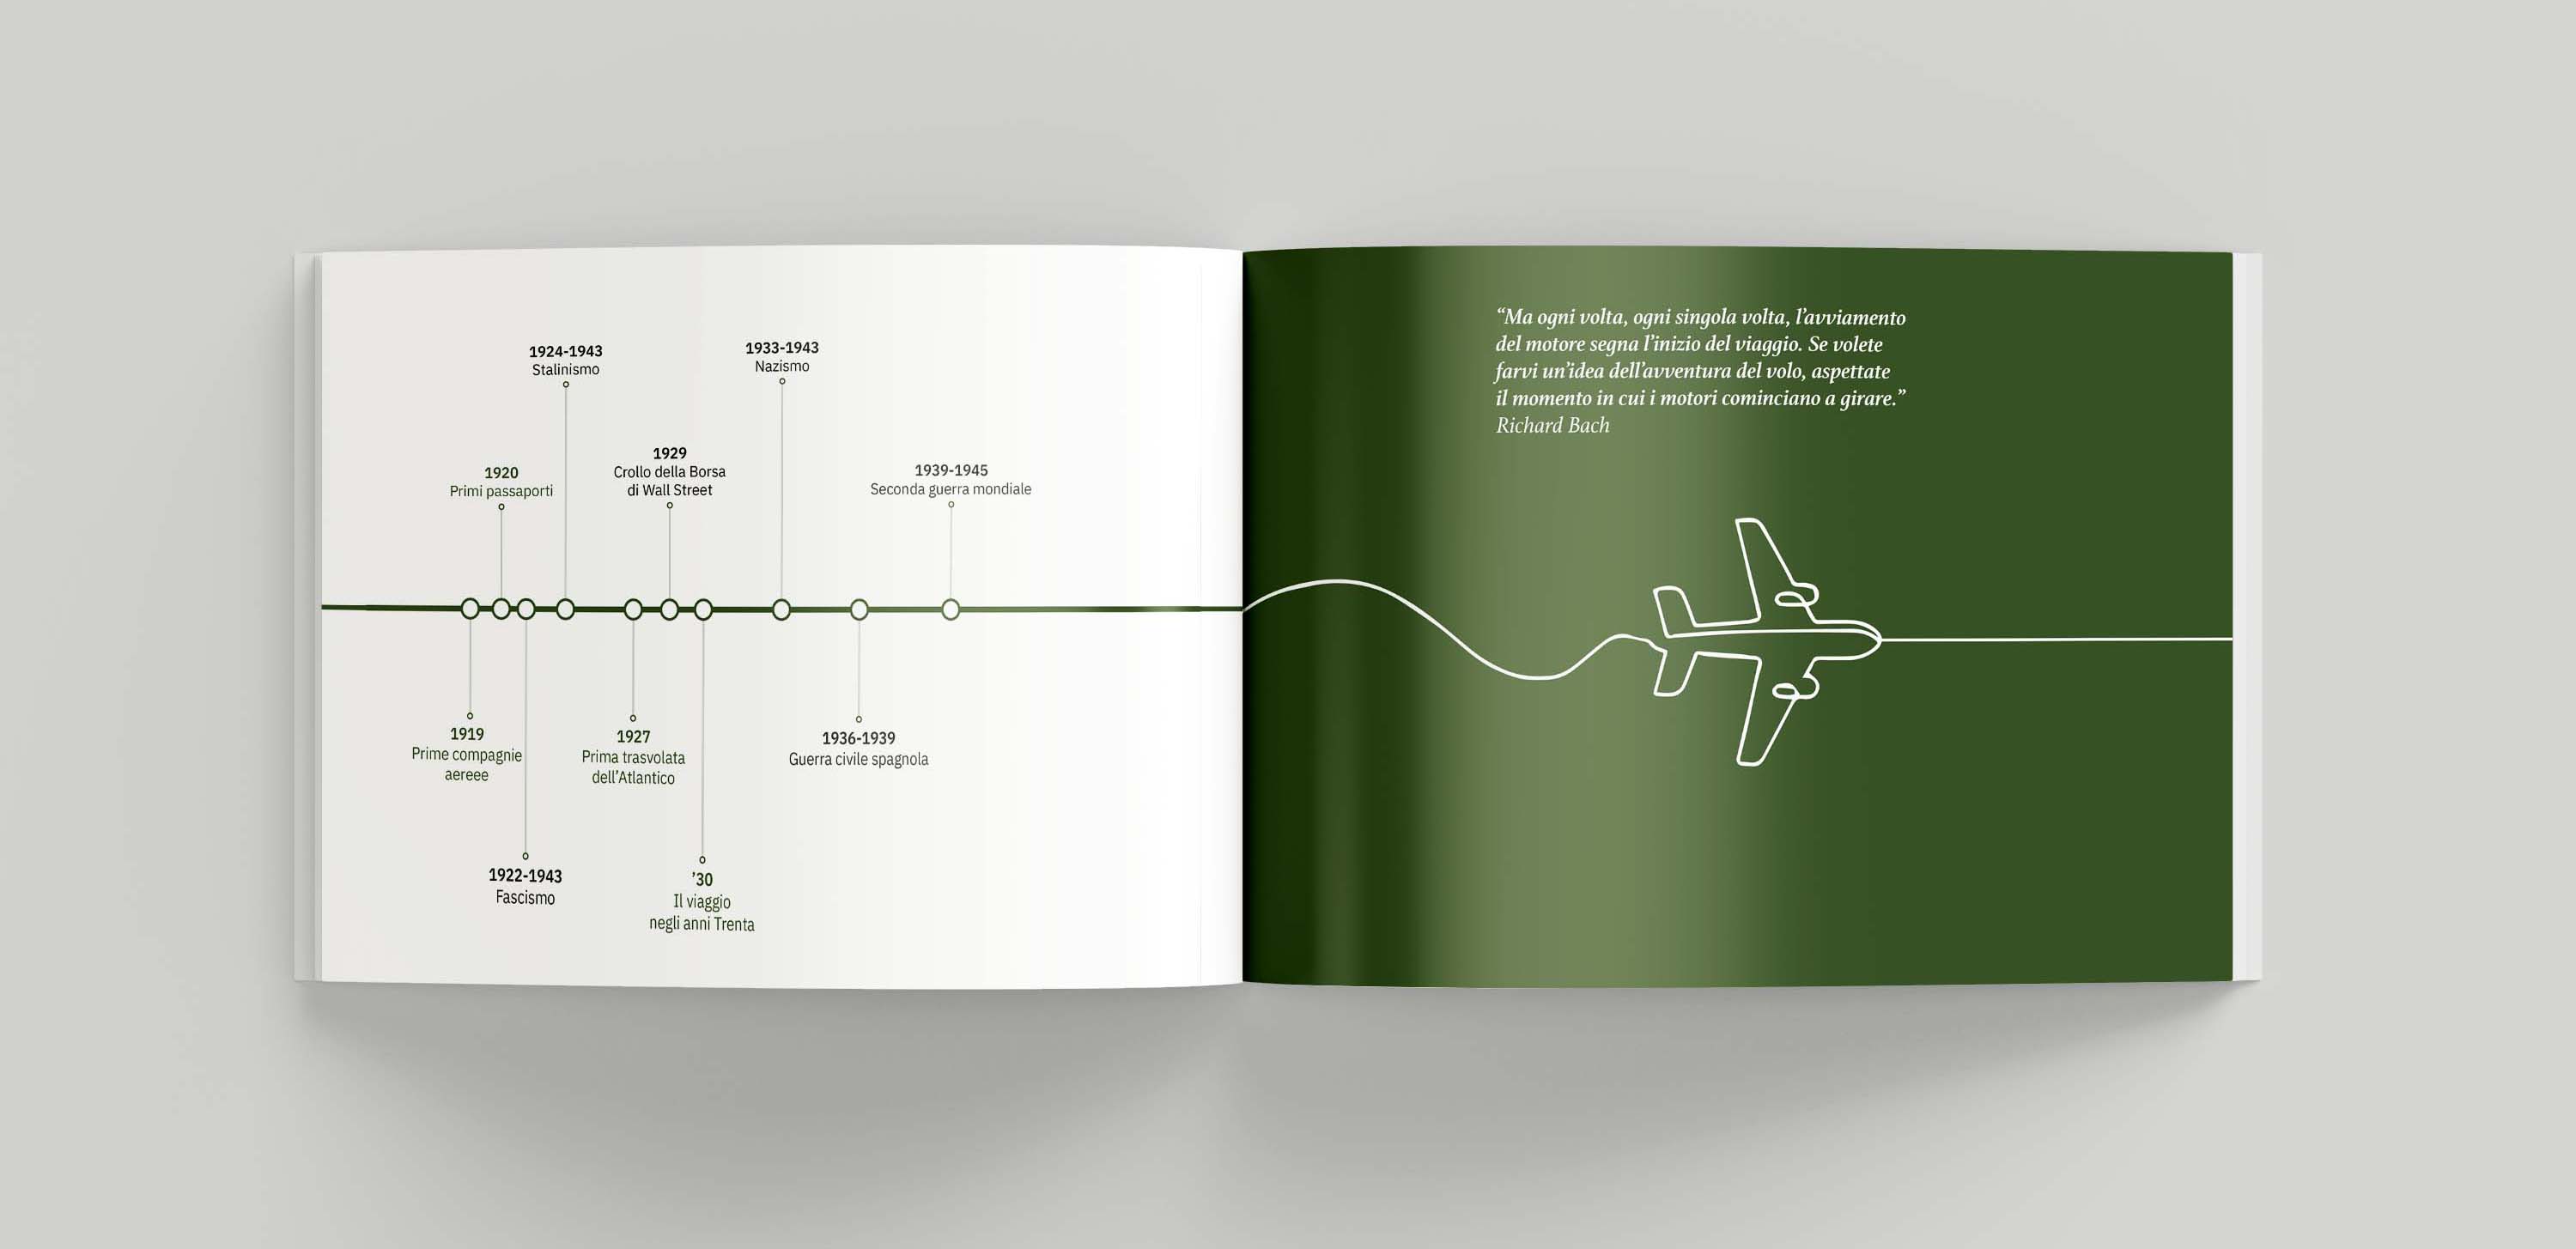 1924-1943
Stalinismo
1933-1943
Nazismo
1920
Primi passaporti
1929
Crollo della Borsa
di Wall Street
1939-1945
Seconda guerra mondiale
1919
Prime compagnie
aereee
1927
Prima trasvolata
dell’Atlantico
1936-1939
Guerra civile spagnola
1922-1943
Fascismo
’30
Il viaggio
negli anni Trenta
“Ma ogni volta, ogni singola volta, l’avviamento
del motore segna l’inizio del viaggio. Se volete
farvi un’idea dell’avventura del volo, aspettate
il momento in cui i motori cominciano a girare.”
Richard Bach